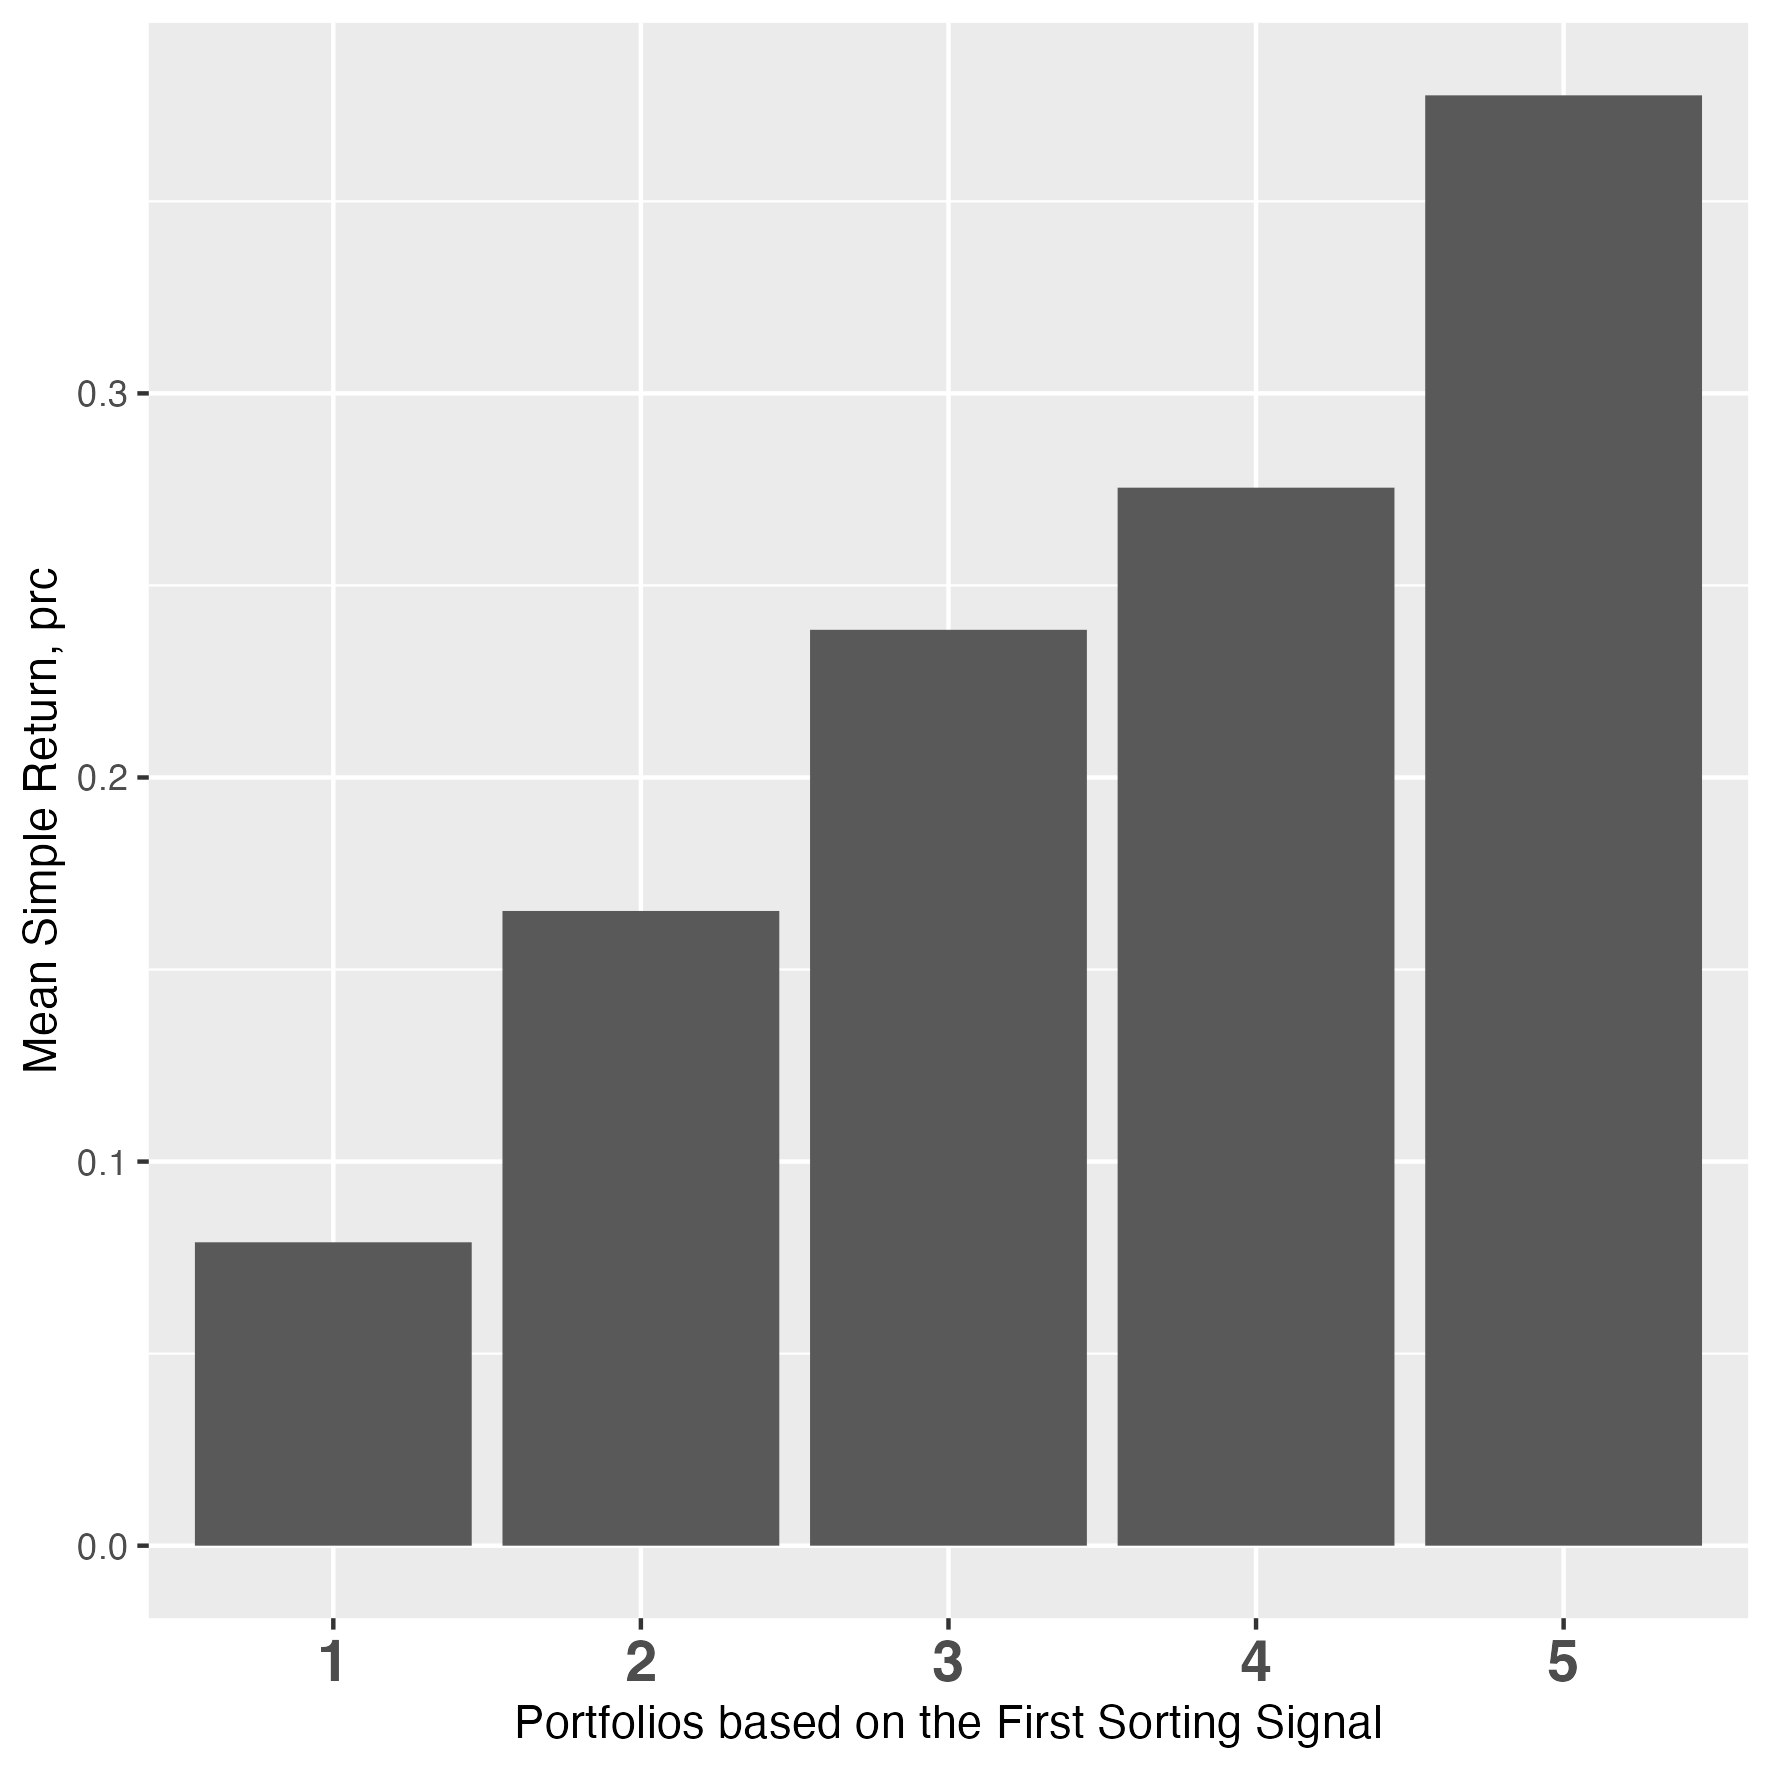 Mean Simple Return, prc
0.3
0.2
0.1
0.0
1 2 3 4 5
Portfolios based on the First Sorting Signal